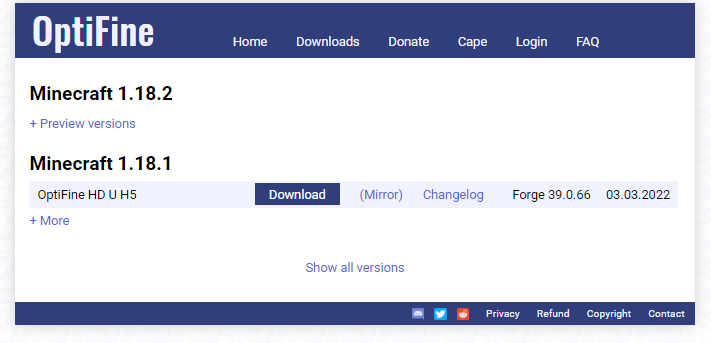 OptiFine
Home Downloads Donate Cape Login FAQ
Minecraft 1.18.2
+ Preview versions
Minecraft 1.18.1
OptiFine HD U H5 Download (Mirror) Changelog Forge 39.0.66 03.03.2022
+ More
Show all versions
Privacy Refund Copyright Contact